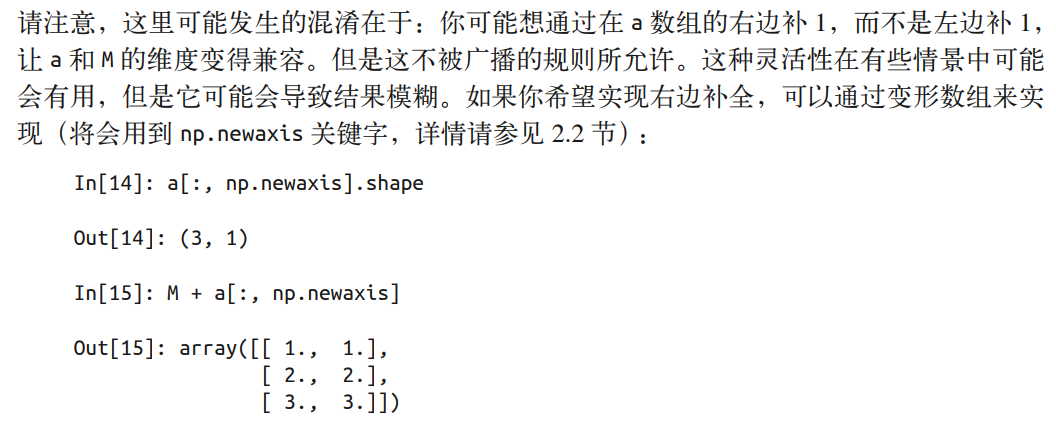 请注意，这里可能发生的混淆在于：你可能想通过在 a 数组的右边补 1，而不是左边补 1，
让 a 和 M 的维度变得兼容。但是这不被广播的规则所允许。这种灵活性在有些情景中可能
会有用，但是它可能会导致结果模糊。如果你希望实现右边补全，可以通过变形数组来实
现（将会用到 np.newaxis 关键字，详情请参见 2.2 节）：
In[14]: a[:, np.newaxis].shape
Out[14]: (3, 1)
In[15]: M + a[:, np.newaxis]
Out[15]: array([[ 1.,  1.],
[ 2.,  2.],
[ 3.,  3.]])